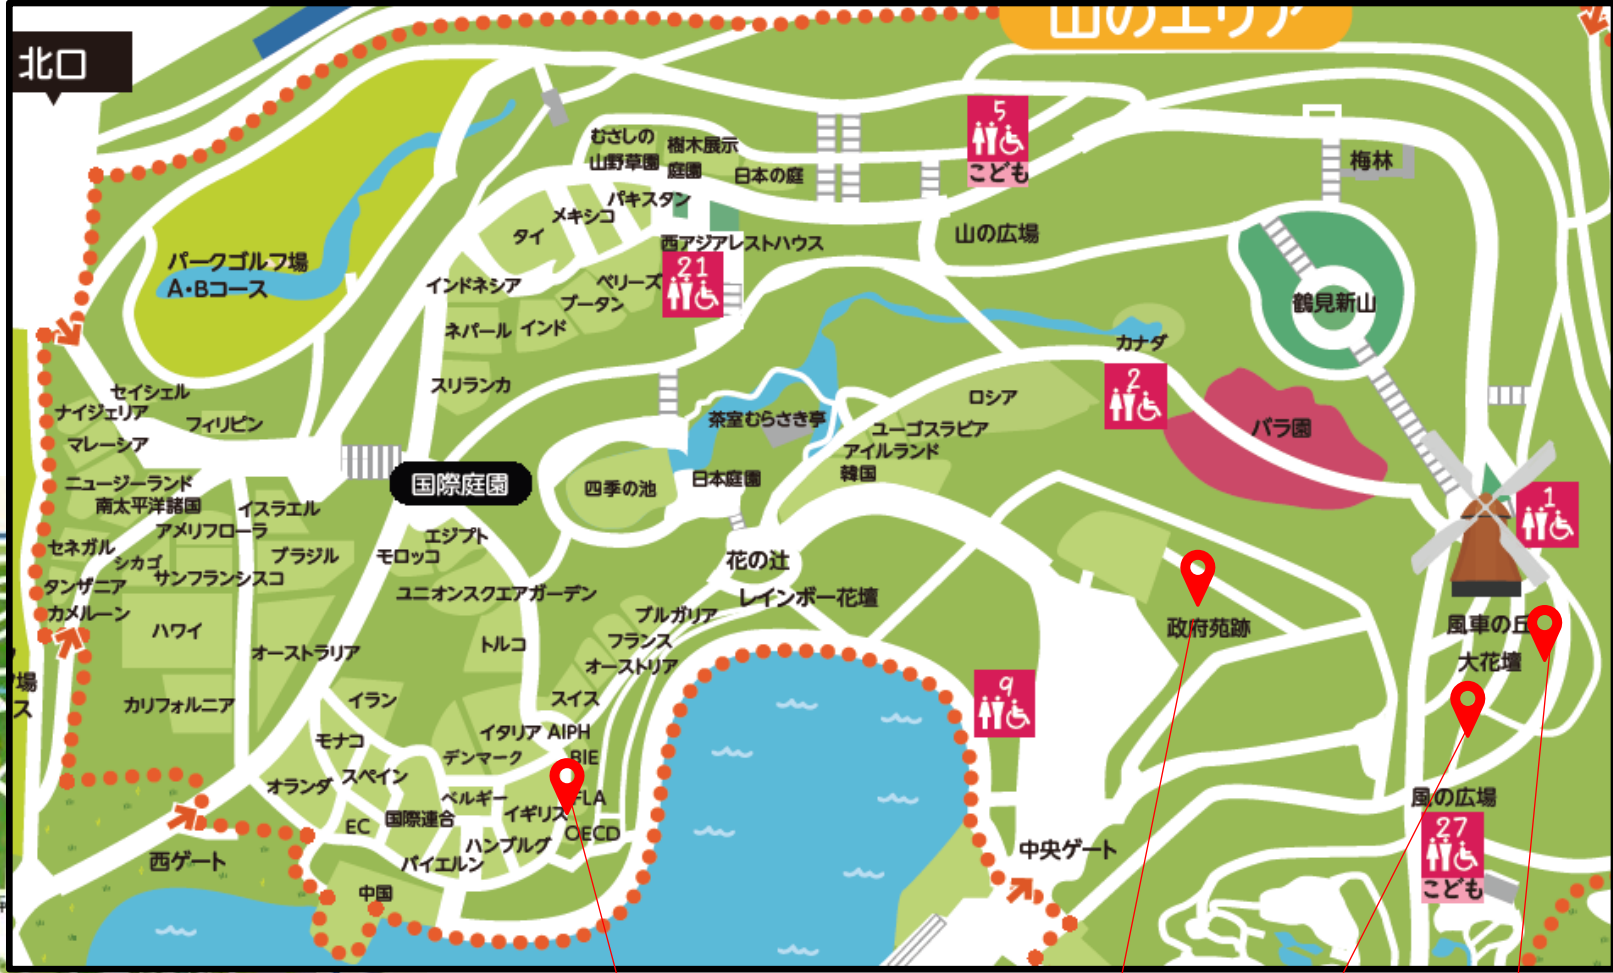 山のエリア
北口
5
こども
むさしの
山野草園
樹木展示
庭園
日本の庭
梅林
パキスタン
メキシコ
タイ
西アジアレストハウス
山の広場
パークゴルフ場
A・Bコース
21
インドネシア
ベリーズ
ブータン
ネパール
インド
鶴見新山
カナダ
スリランカ
2
セイシェル
ナイジェリア
フィリピン
マレーシア
ロシア
茶室むらさき亭
ユーゴスラビア
アイルランド
韓国
バラ園
国際庭園
四季の池
日本庭園
ニュージーランド
南太平洋諸国
イスラエル
アメリフローラ
1
セネガル
シカゴ
ブラジル
モロッコ
エジプト
タンザニア
サンフランシスコ
カメルーン
ユニオンスクエアガーデン
花の辻
レインボー花壇
ハワイ
ブルガリア
フランス
オーストリア
トルコ
オーストラリア
政府苑跡
風車の丘
大花壇
場
ス
カリフォルニア
イラン
スイス
9
モナコ
イタリア
AIPH
デンマーク
BIE
オランダ
スペイン
ベルギー
イギリス
FLA
EC
国際連合
OECD
ハンブルグ
バイエルン
西ゲート
中国
中央ゲート
風の広場
27
こども